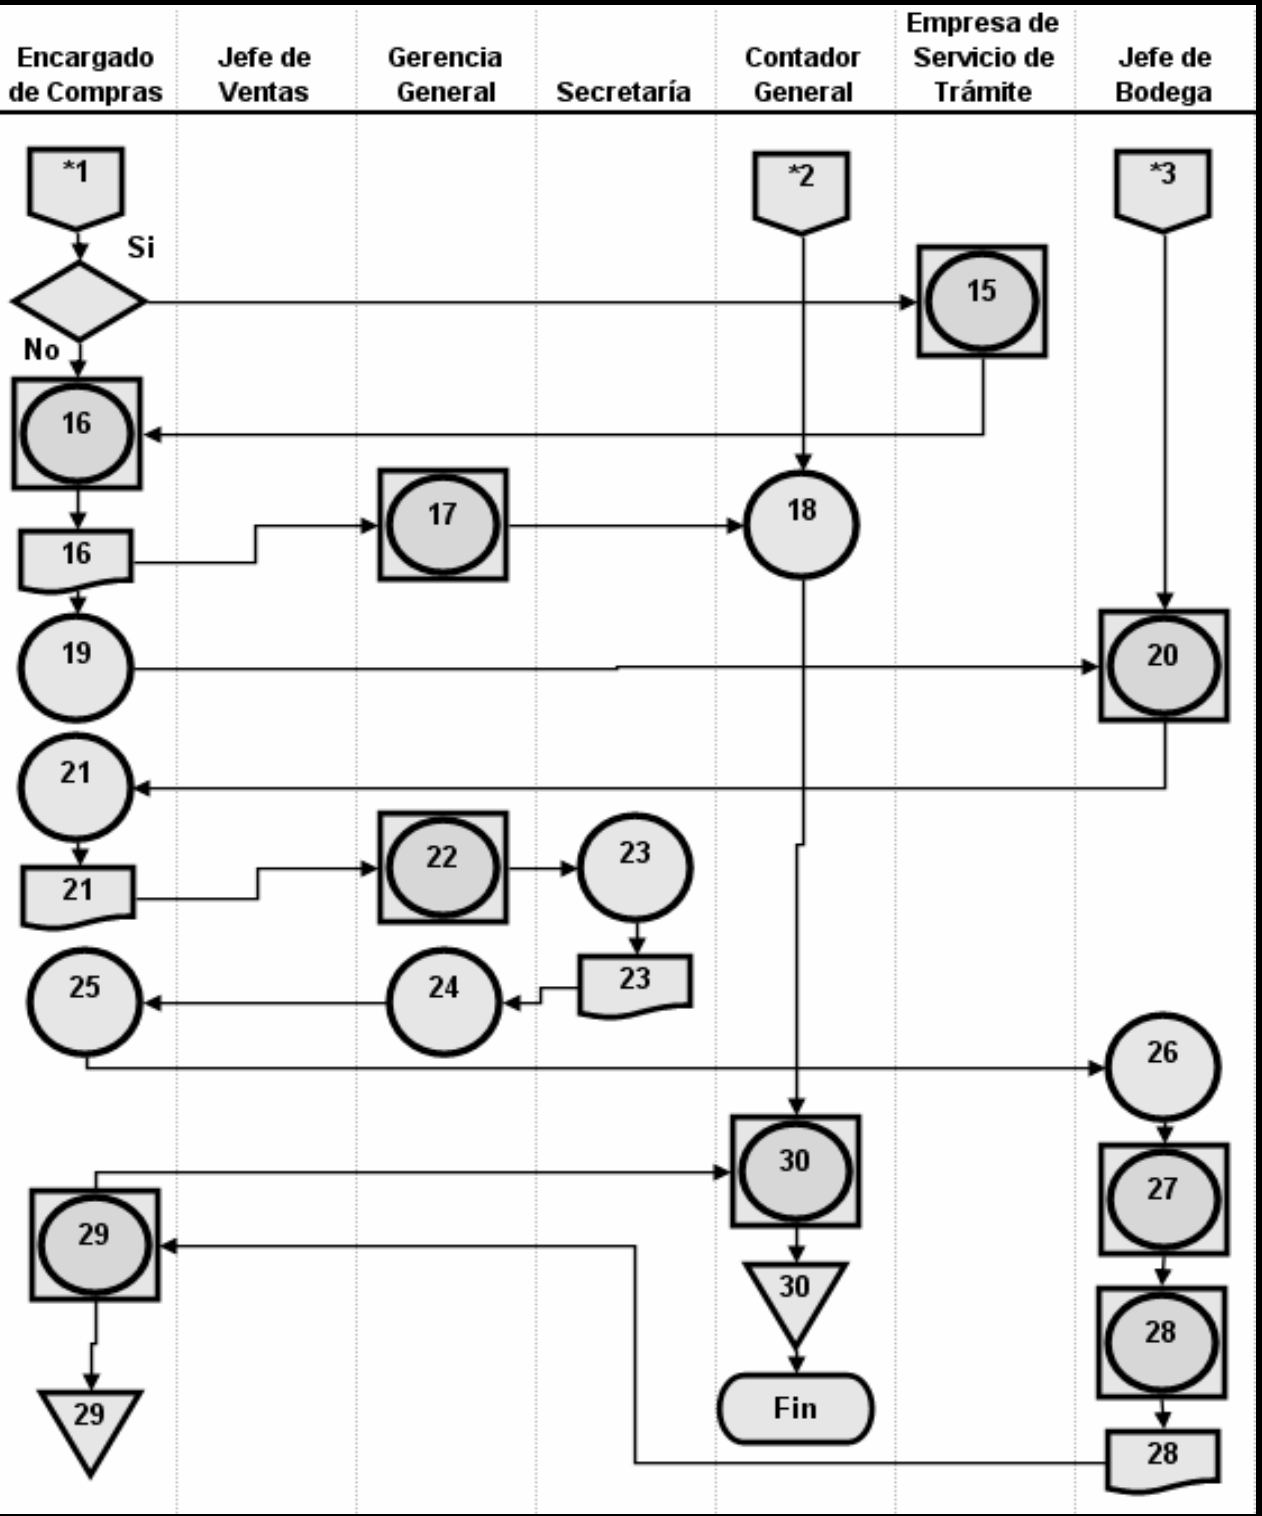 Encargado
de Compras
Jefe de
Ventas
Gerencia
General
Secretaría
Contador
General
Empresa de
Servicio de
Trámite
Jefe de
Bodega
*1
*2
*3
Si
15
No
16
17
18
16
19
20
21
22
23
21
23
25
24
26
30
27
29
30
28
29
Fin
28